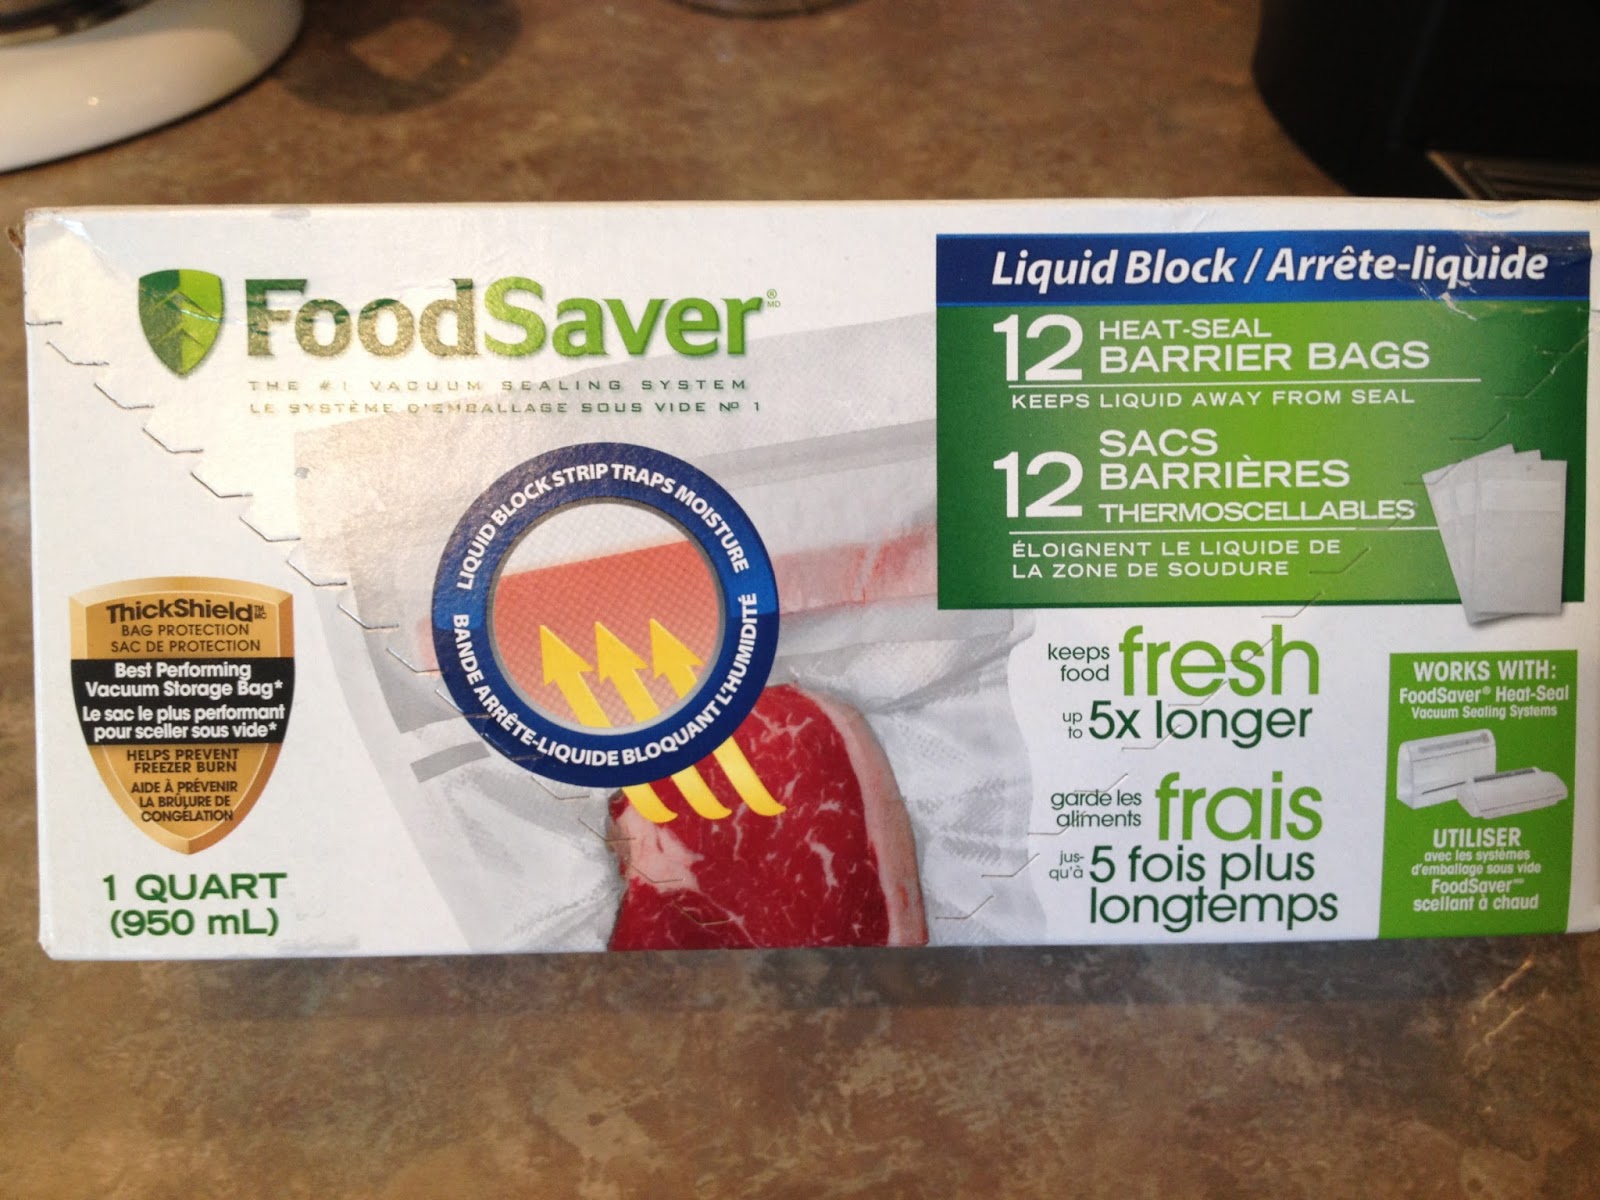 FoodSaver® MD
THE #1 VACUUM SEALING SYSTEM
LE SYSTÈME D'EMBALLAGE SOUS VIDE Nº 1
LIQUID BLOCK STRIP TRAPS MOISTURE
BANDE ARRÊTE-LIQUIDE BLOQUANT L'HUMIDITÉ
ThickShield™ MC
BAG PROTECTION
SAC DE PROTECTION
Best Performing
Vacuum Storage Bag*
Le sac le plus performant
pour sceller sous vide*
HELPS PREVENT
FREEZER BURN
AIDE À PRÉVENIR
LA BRÛLURE DE
CONGÉLATION
1 QUART
(950 mL)
Liquid Block / Arrête-liquide
12 HEAT-SEAL
BARRIER BAGS
KEEPS LIQUID AWAY FROM SEAL
12 SACS
BARRIÈRES
THERMOSCELLABLES
ÉLOIGNENT LE LIQUIDE DE
LA ZONE DE SOUDURE
keeps food fresh
up to 5x longer
garde les aliments frais
jus-qu'à 5 fois plus
longtemps
WORKS WITH:
FoodSaver® Heat-Seal
Vacuum Sealing Systems
UTILISER
avec les systèmes
d'emballage sous vide
FoodSaver MD
scellant à chaud